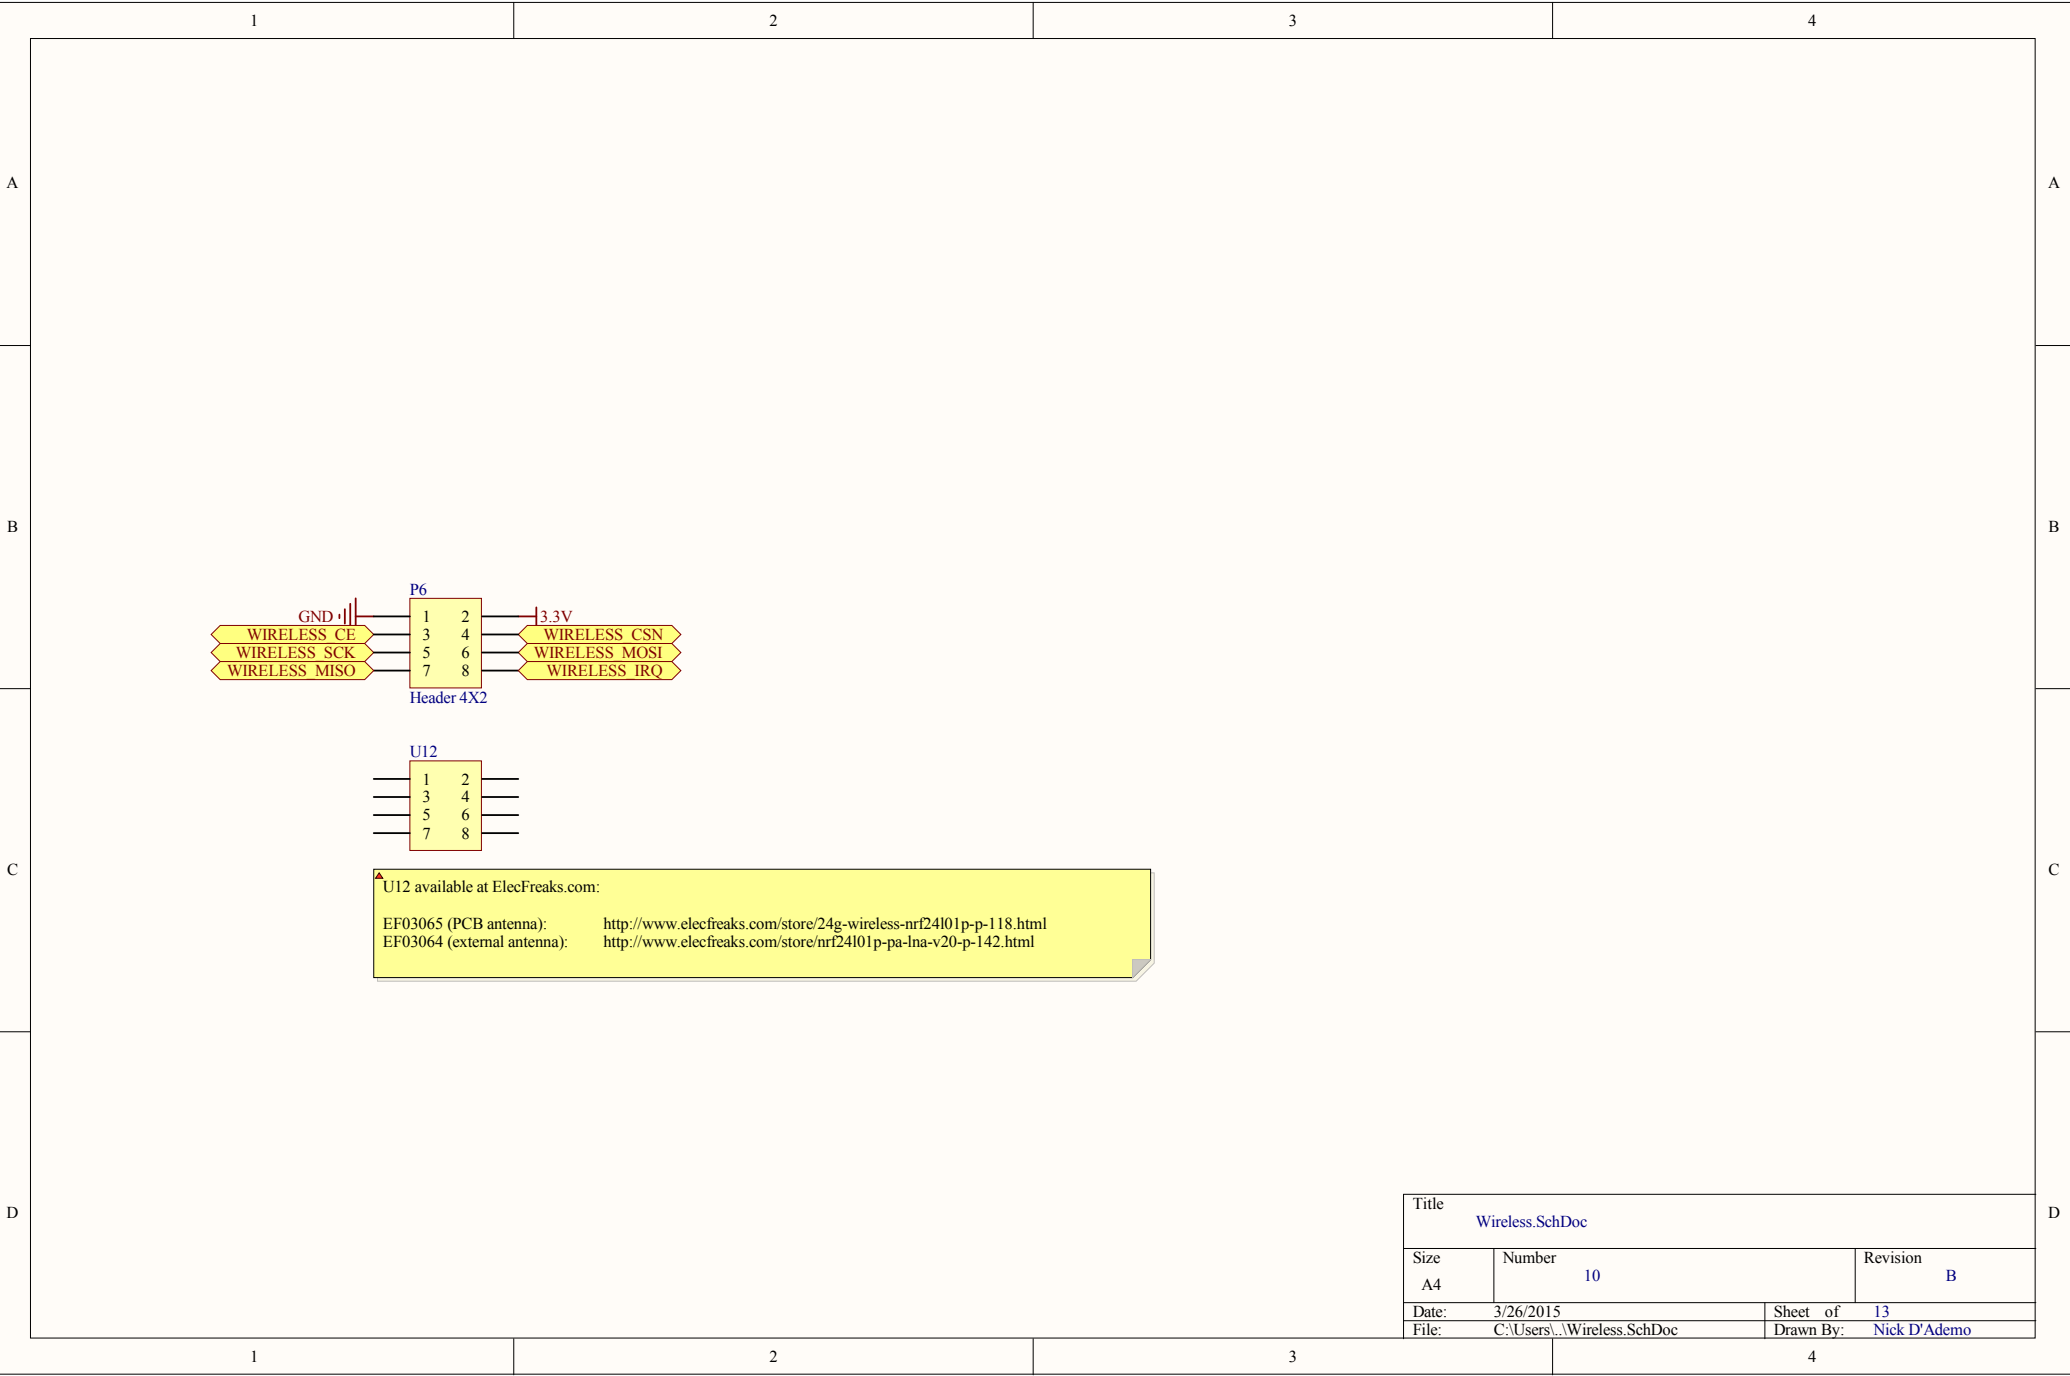 1 2 3 4
A A
B B
P6
GND 1 2 3.3V
WIRELESS_CE 3 4 WIRELESS_CSN
WIRELESS_SCK 5 6 WIRELESS_MOSI
WIRELESS_MISO 7 8 WIRELESS_IRQ
Header 4X2
U12
1 2
3 4
5 6
7 8
C C
U12 available at ElecFreaks.com:
EF03065 (PCB antenna): http://www.elecfreaks.com/store/24g-wireless-nrf24l01p-p-118.html
EF03064 (external antenna): http://www.elecfreaks.com/store/nrf24l01p-pa-lna-v20-p-142.html
D D
Title
Wireless.SchDoc
Size Number Revision
A4 10 B
Date: 3/26/2015 Sheet of 13
File: C:\Users\..\Wireless.SchDoc Drawn By: Nick D'Ademo
1 2 3 4